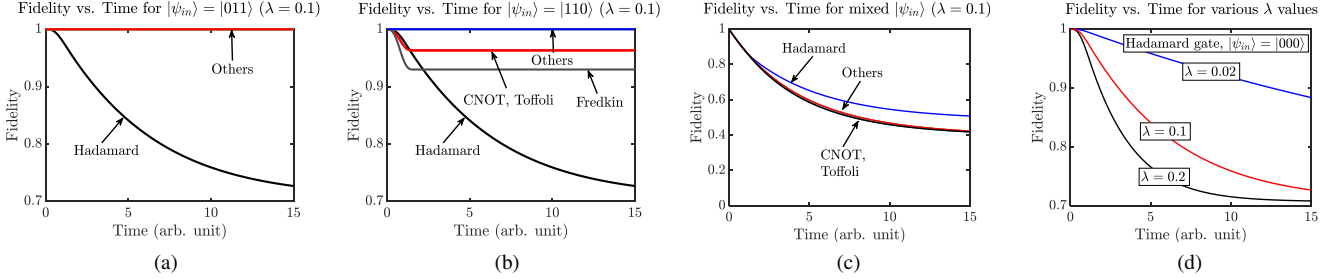 Fidelity vs. Time for |ψ_in⟩ = |011⟩ (λ = 0.1)
1
0.9
0.8
0.7
Fidelity
Others
Hadamard
0
5
10
15
Time (arb. unit)
(a)
Fidelity vs. Time for |ψ_in⟩ = |110⟩ (λ = 0.1)
1
0.9
0.8
0.7
Fidelity
Others
CNOT, Toffoli
Fredkin
Hadamard
0
5
10
15
Time (arb. unit)
(b)
Fidelity vs. Time for mixed |ψ_in⟩ (λ = 0.1)
1
0.8
0.6
0.4
0.2
0
Fidelity
Hadamard
Others
CNOT,
Toffoli
0
5
10
15
Time (arb. unit)
(c)
Fidelity vs. Time for various λ values
1
0.9
0.8
0.7
Fidelity
Hadamard gate, |ψ_in⟩ = |000⟩
λ = 0.02
λ = 0.1
λ = 0.2
0
5
10
15
Time (arb. unit)
(d)